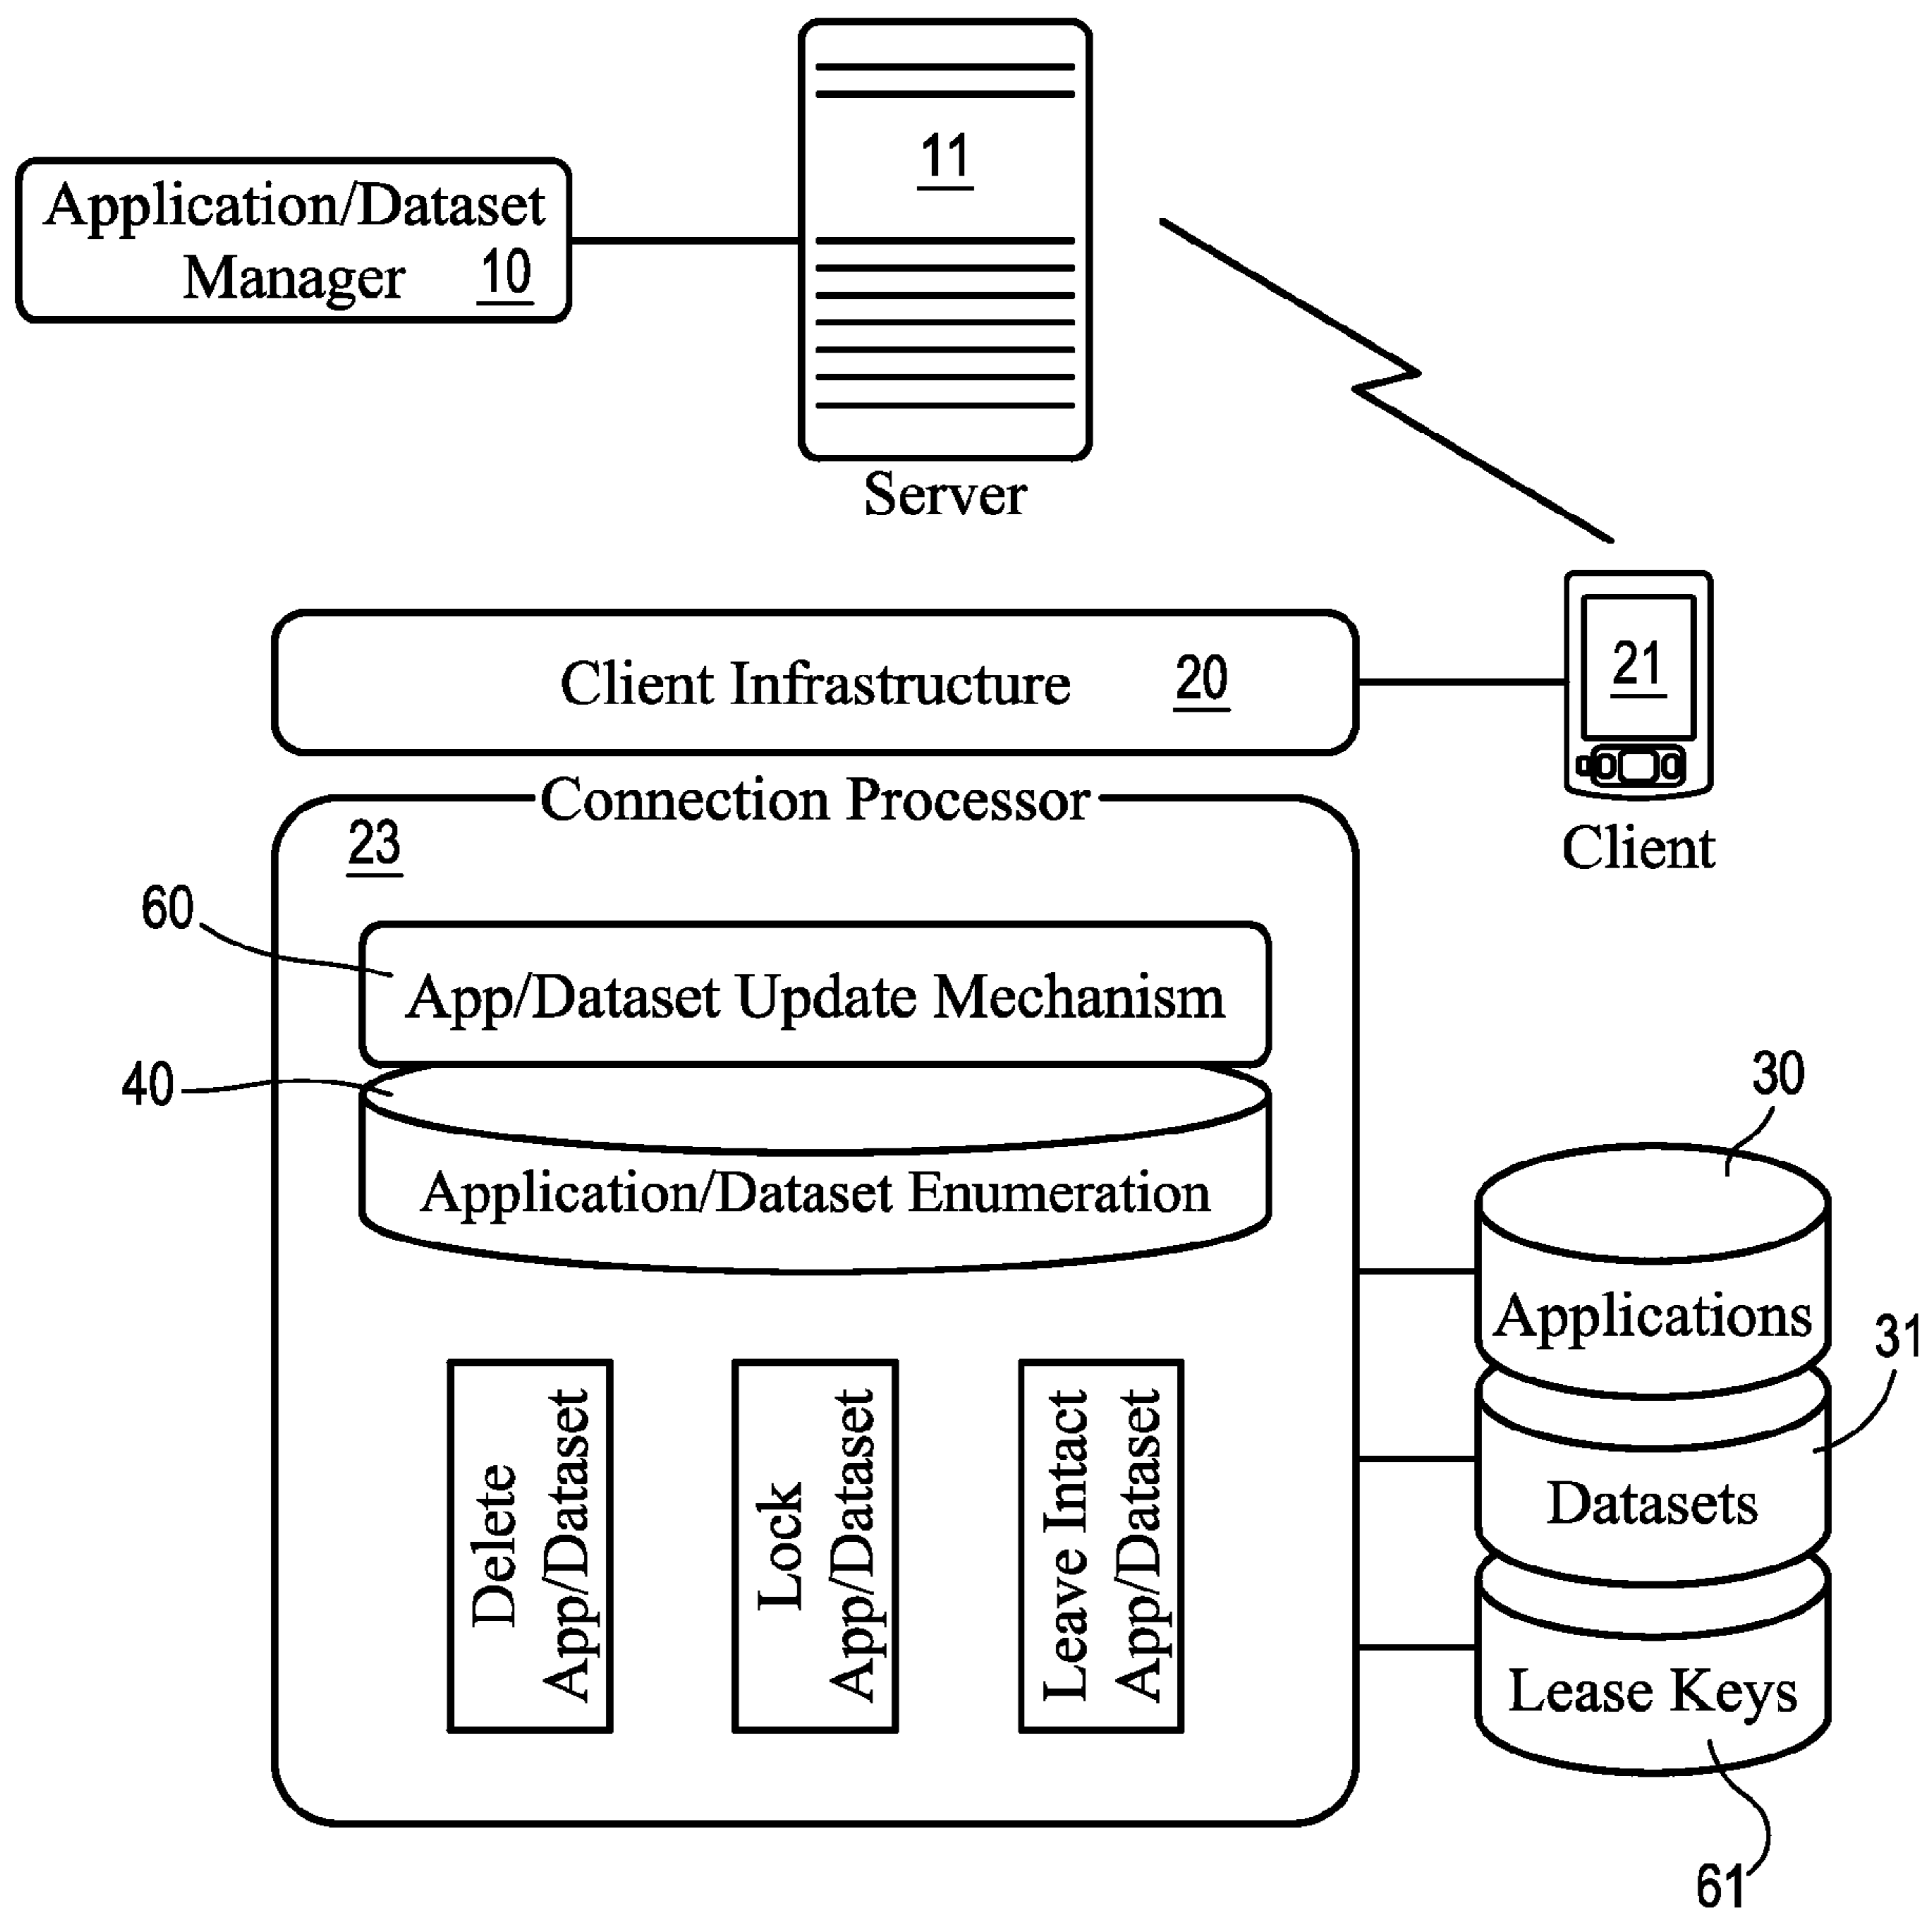 11
Application/Dataset
Manager 10
Server
Client Infrastructure 20
21
Client
Connection Processor
23
60
App/Dataset Update Mechanism
40
Application/Dataset Enumeration
30
Applications
31
Datasets
Lease Keys
61
Delete
App/Dataset
Lock
App/Dataset
Leave Intact
App/Dataset